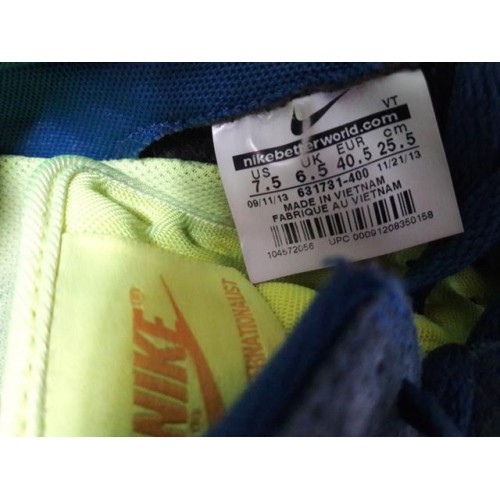 VT
nikebetterworld.com
US UK EUR cm
7.5 6.5 40.5 25.5
09/11/13 631731-400 11/21/13
MADE IN VIETNAM
FABRIQUE AU VIETNAM
104572056 UPC 00091208350158
NIKE